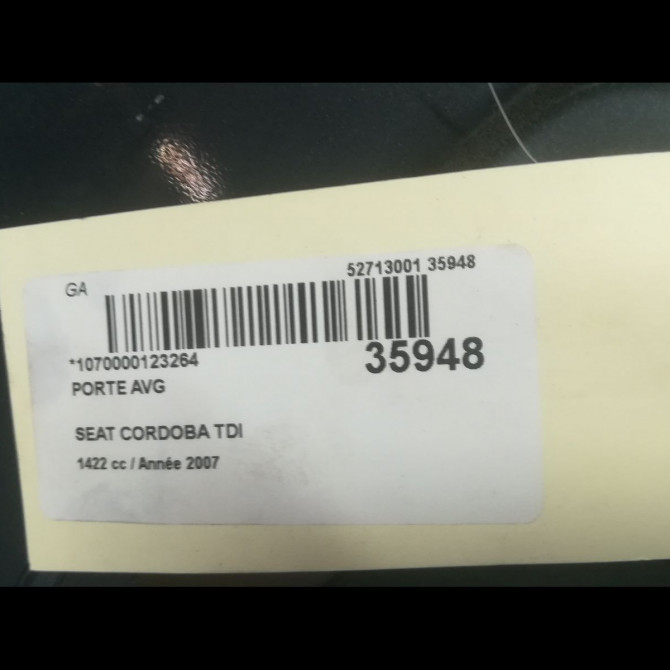 GA
52713001 35948
*1070000123264
35948
PORTE AVG
SEAT CORDOBA TDI
1422 cc / Année 2007